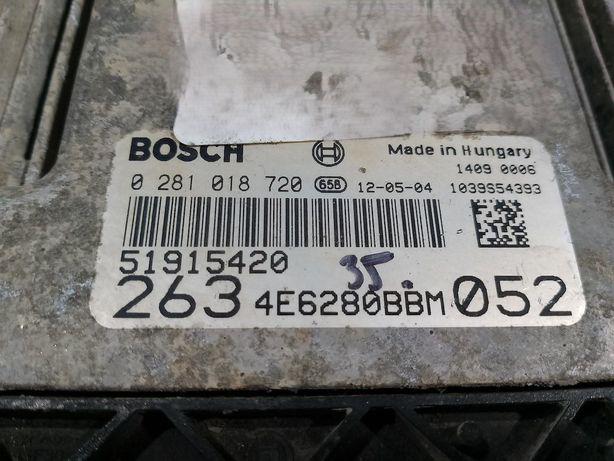 BOSCH Made in Hungary
1409 0006
0 281 018 720 65B 12-05-04 1039S54393
51915420
35.
263 4E6280BBM 052